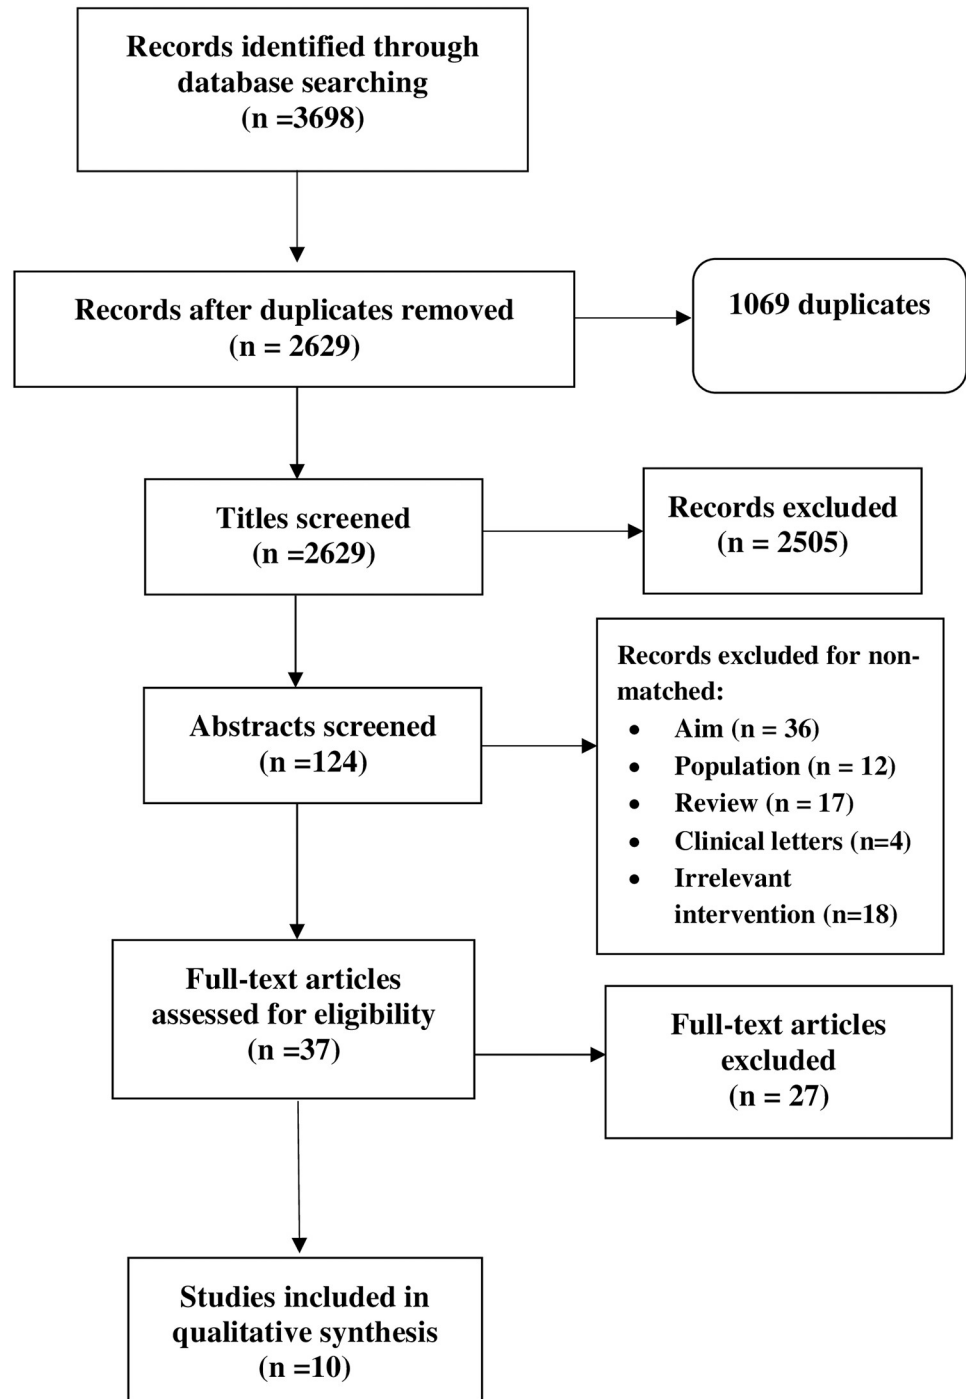 Records identified through
database searching
(n =3698)
Records after duplicates removed
(n = 2629)
1069 duplicates
Titles screened
(n =2629)
Records excluded
(n = 2505)
Abstracts screened
(n =124)
Records excluded for non-
matched:
• Aim (n = 36)
• Population (n = 12)
• Review (n = 17)
• Clinical letters (n=4)
• Irrelevant
intervention (n=18)
Full-text articles
assessed for eligibility
(n =37)
Full-text articles
excluded
(n = 27)
Studies included in
qualitative synthesis
(n =10)